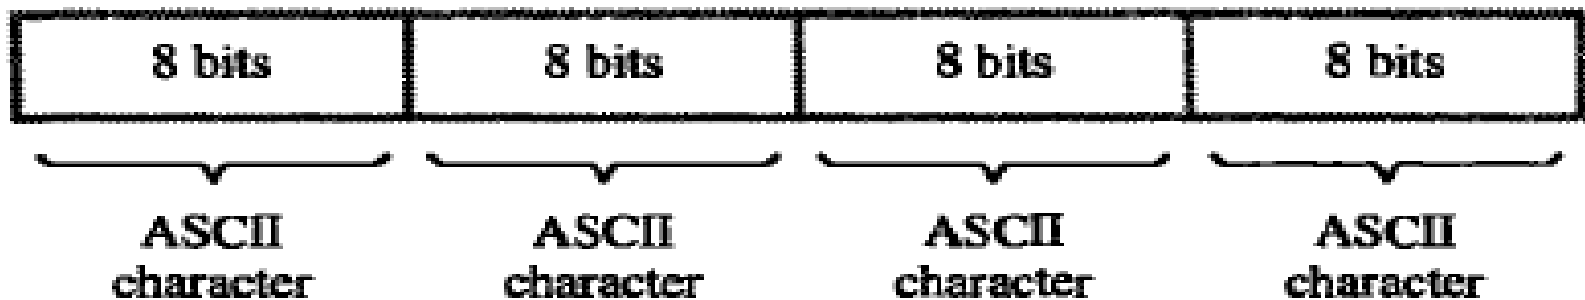 8 bits 8 bits 8 bits 8 bits
ASCII ASCII ASCII ASCII
character character character character